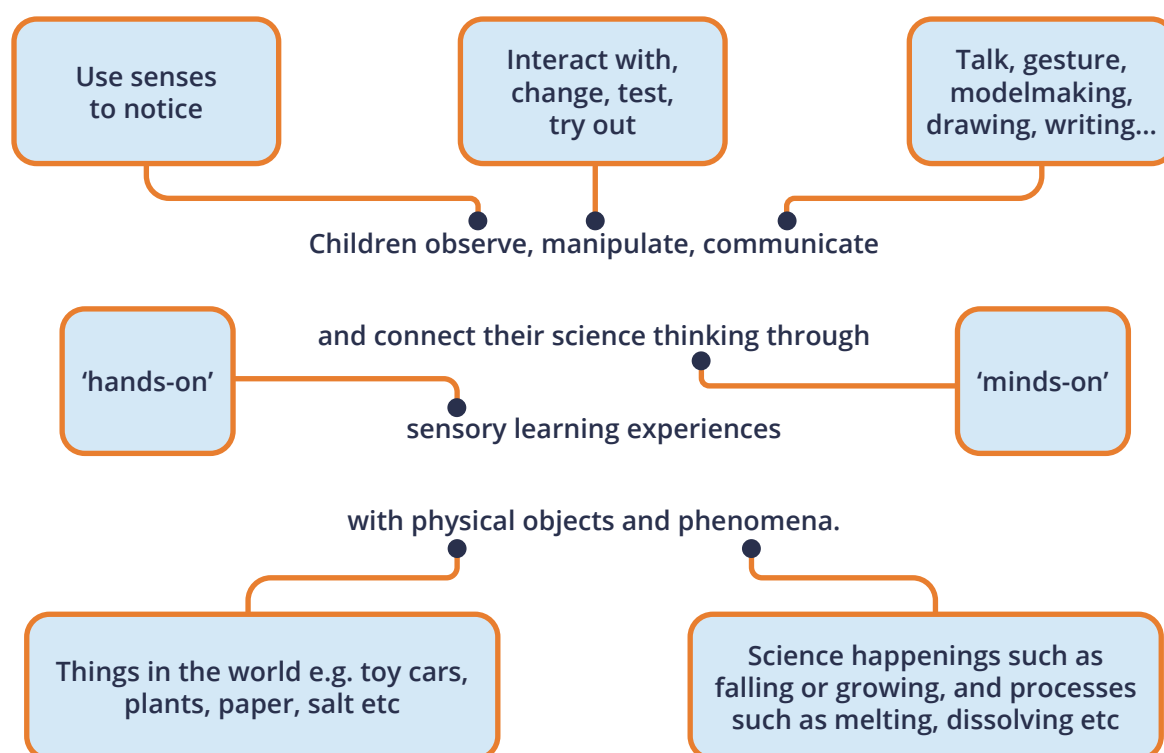 Use senses
to notice
Interact with,
change, test,
try out
Talk, gesture,
modelmaking,
drawing, writing...
Children observe, manipulate, communicate
and connect their science thinking through
‘hands-on’
‘minds-on’
sensory learning experiences
with physical objects and phenomena.
Things in the world e.g. toy cars,
plants, paper, salt etc
Science happenings such as
falling or growing, and processes
such as melting, dissolving etc